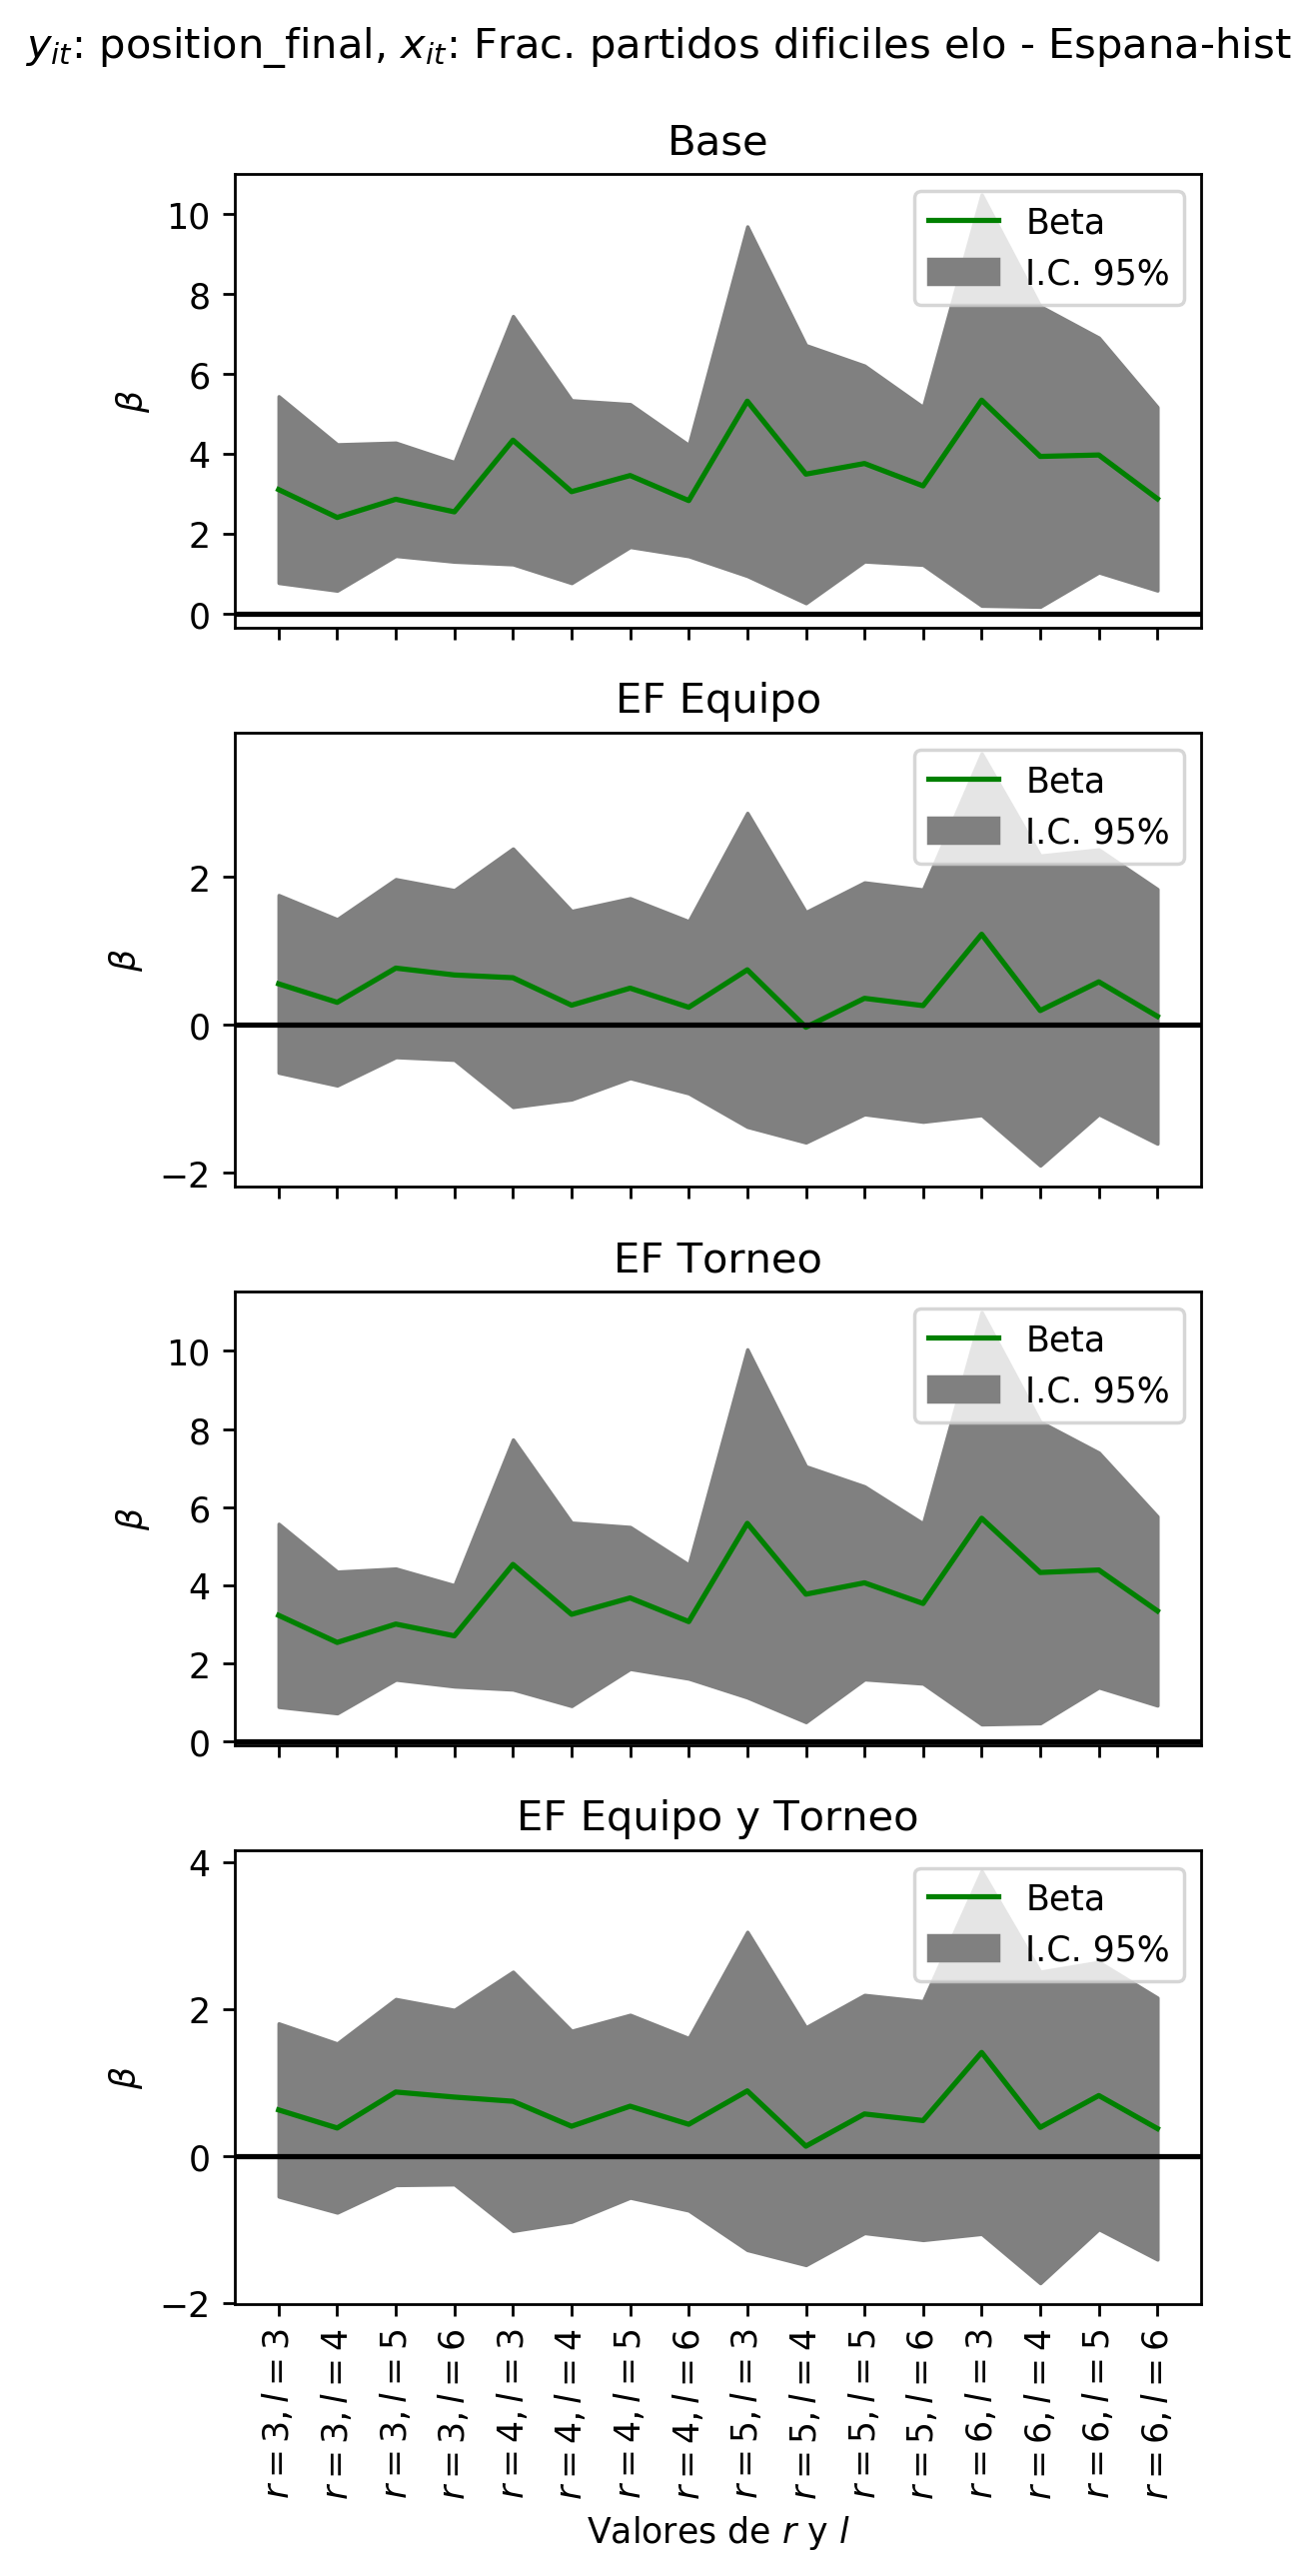 y_it: position_final, x_it: Frac. partidos dificiles elo - Espana-hist
Base
10
8
6
4
2
0
β
Beta
I.C. 95%
EF Equipo
2
0
−2
β
Beta
I.C. 95%
EF Torneo
10
8
6
4
2
0
β
Beta
I.C. 95%
EF Equipo y Torneo
4
2
0
−2
β
Beta
I.C. 95%
r = 3, l = 3
r = 3, l = 4
r = 3, l = 5
r = 3, l = 6
r = 4, l = 3
r = 4, l = 4
r = 4, l = 5
r = 4, l = 6
r = 5, l = 3
r = 5, l = 4
r = 5, l = 5
r = 5, l = 6
r = 6, l = 3
r = 6, l = 4
r = 6, l = 5
r = 6, l = 6
Valores de r y l